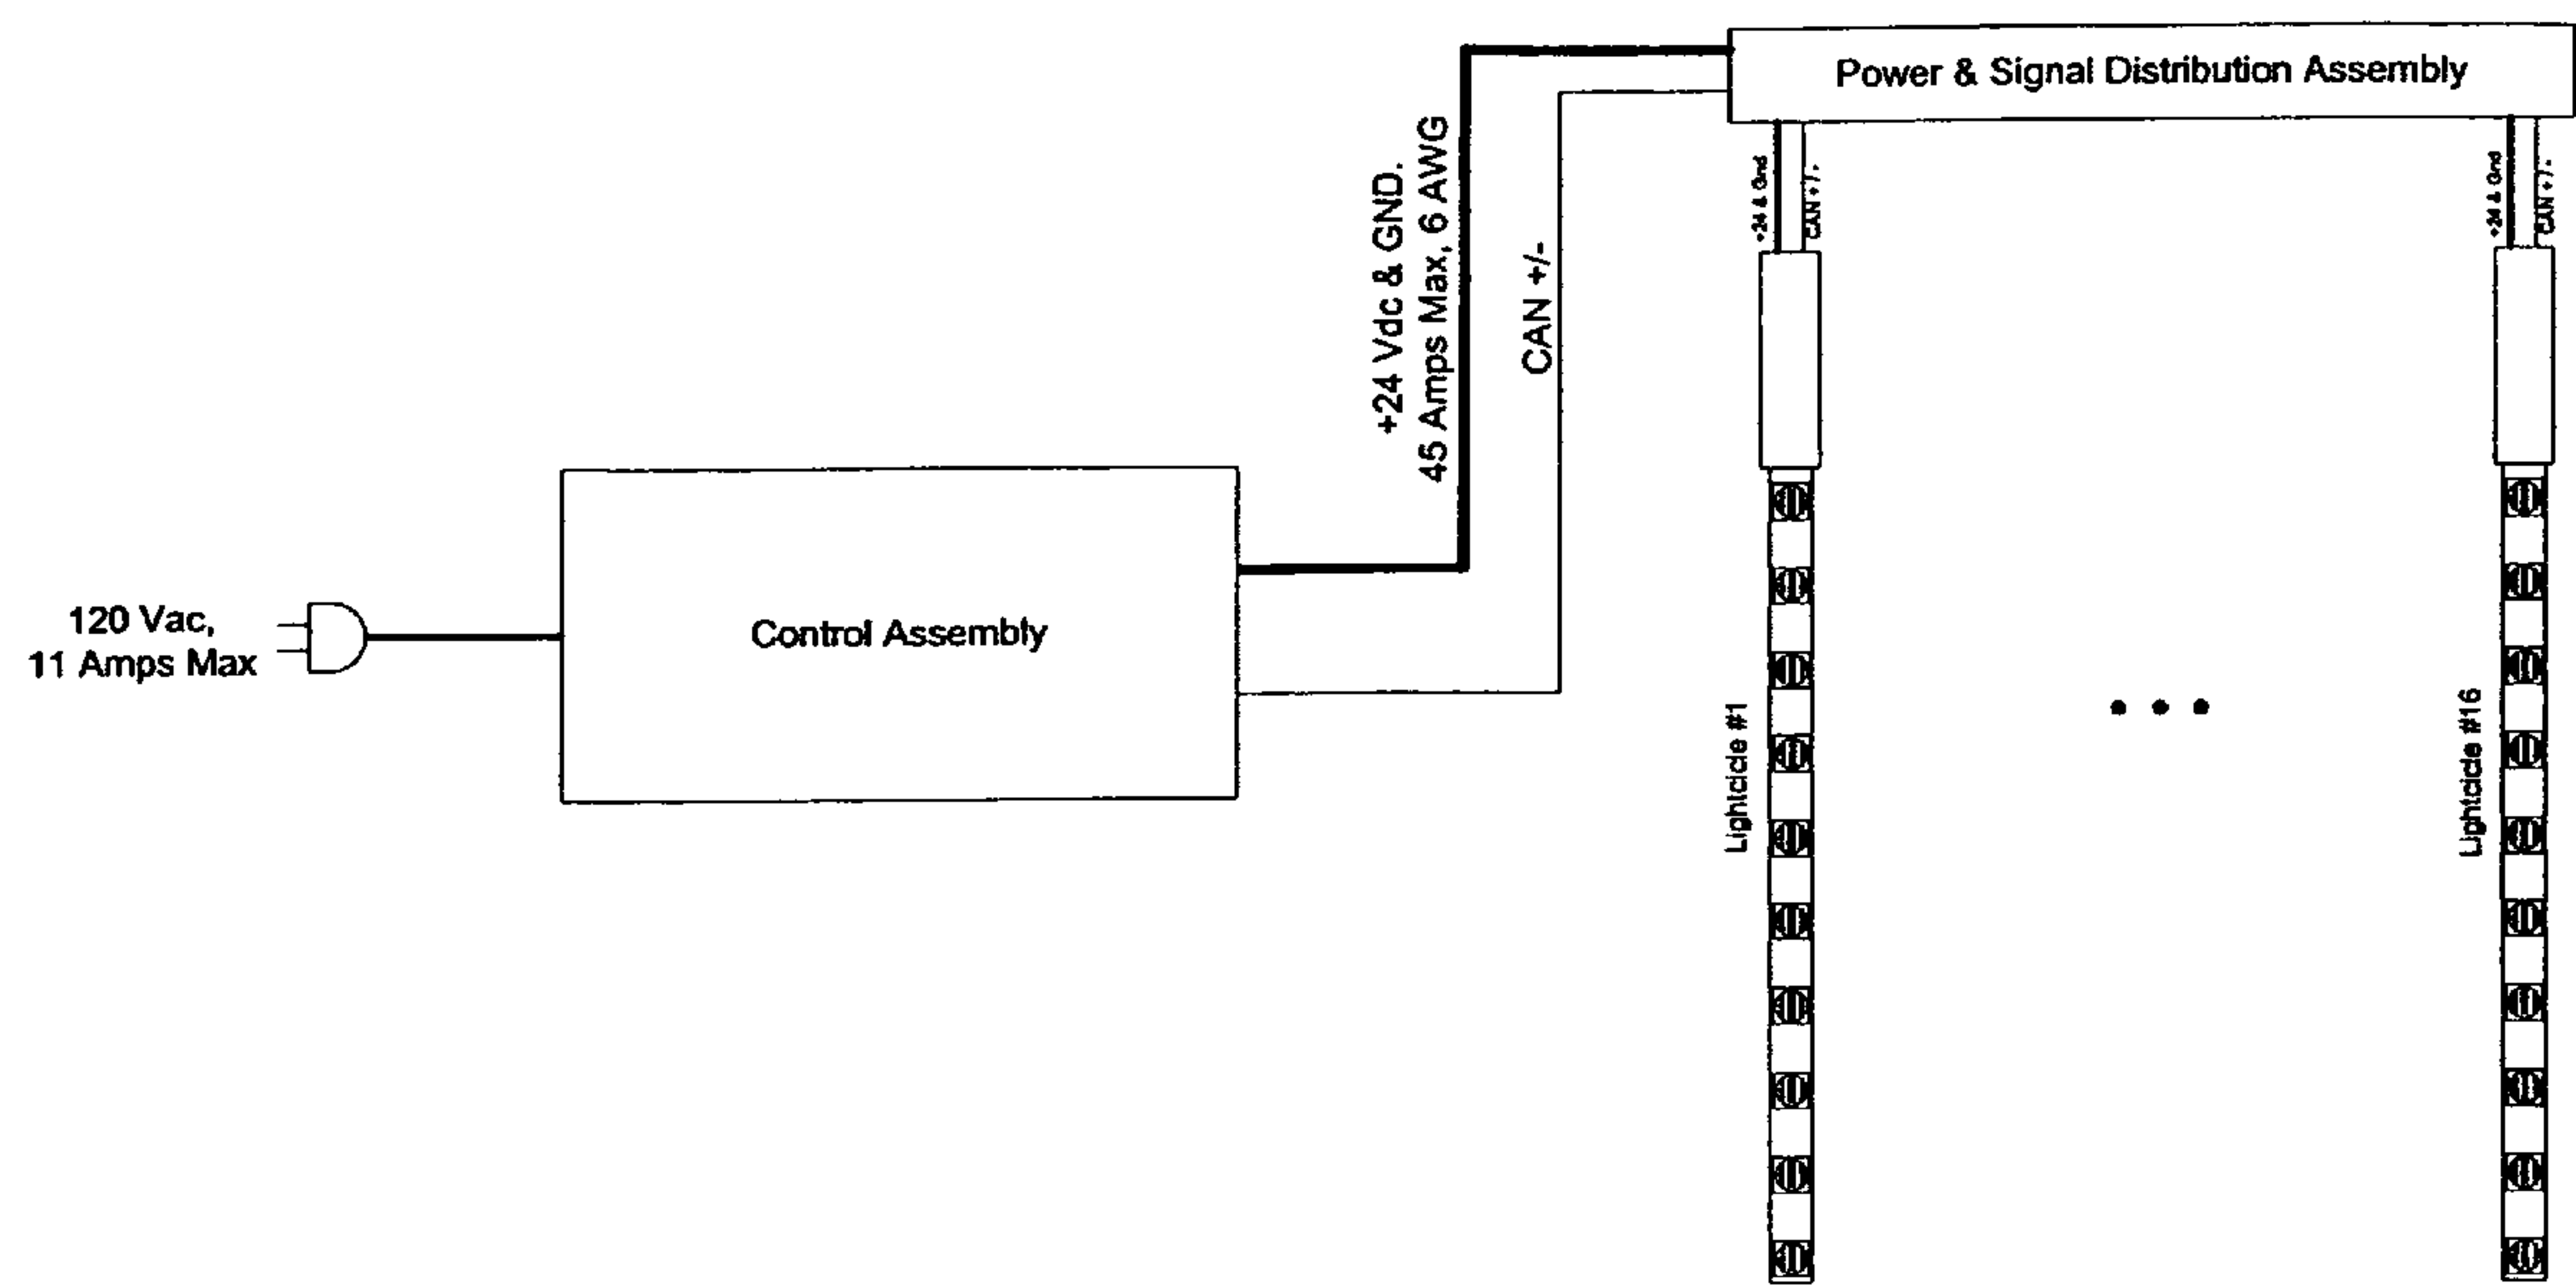 Power & Signal Distribution Assembly
+24 Vdc & GND.
45 Amps Max, 6 AWG
CAN +/-
+24 & Gnd
CAN +/-
+24 & Gnd
CAN +/-
120 Vac,
11 Amps Max
Control Assembly
Lightcicle #1
Lightcicle #16